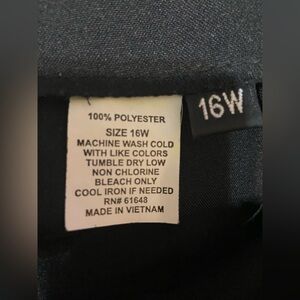 100% POLYESTER
SIZE 16W
MACHINE WASH COLD
WITH LIKE COLORS
TUMBLE DRY LOW
NON CHLORINE
BLEACH ONLY
COOL IRON IF NEEDED
RN# 61648
MADE IN VIETNAM
16W